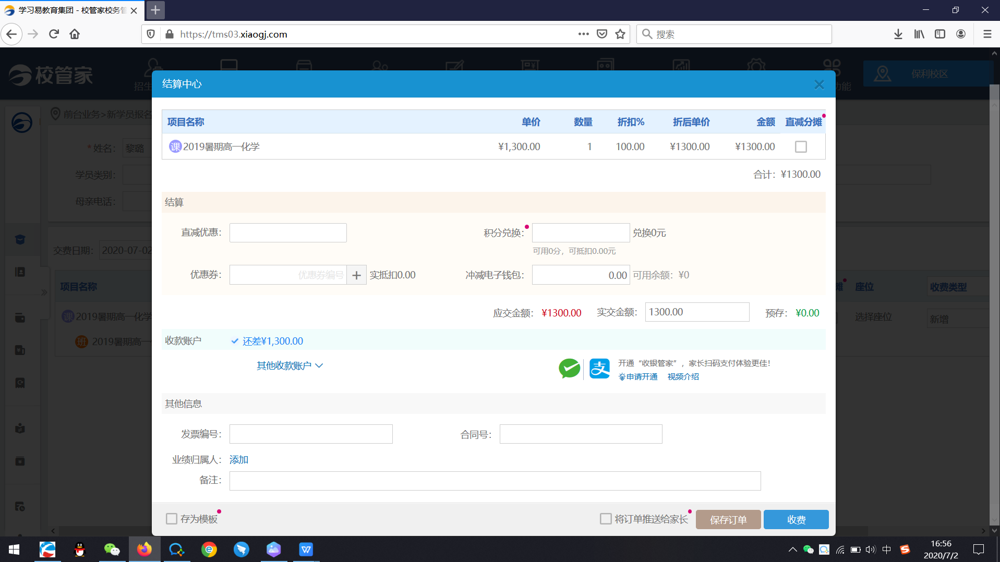 学习易教育集团 - 校管家校务管
https://tms03.xiaogj.com
搜索
校管家
招生
功能
保利校区
前台业务>新学员报名
*姓名： 黎璐
学员类别：
母亲电话：
交费日期： 2020-07-02
项目名称
课 2019暑期高一化学
班 2019暑期高一
摊 座位 收费类型
选择座位 新增
结算中心
项目名称 单价 数量 折扣% 折后单价 金额 直减分摊
课 2019暑期高一化学 ¥1,300.00 1 100.00 ¥1300.00 ¥1300.00
合计： ¥1300.00
结算
直减优惠： 积分兑换： 兑换0元
可用0分，可抵扣0.00元
优惠券： 优惠券编号 + 实抵扣0.00 冲减电子钱包： 0.00 可用余额： ¥0
应交金额： ¥1300.00 实交金额： 1300.00 预存： ¥0.00
收款账户 还差¥1,300.00
其他收款账户
支 开通“收银管家”，家长扫码支付体验更佳！
申请开通 视频介绍
其他信息
发票编号： 合同号：
业绩归属人： 添加
备注：
存为模板 将订单推送给家长 保存订单 收费
中
16:56
2020/7/2